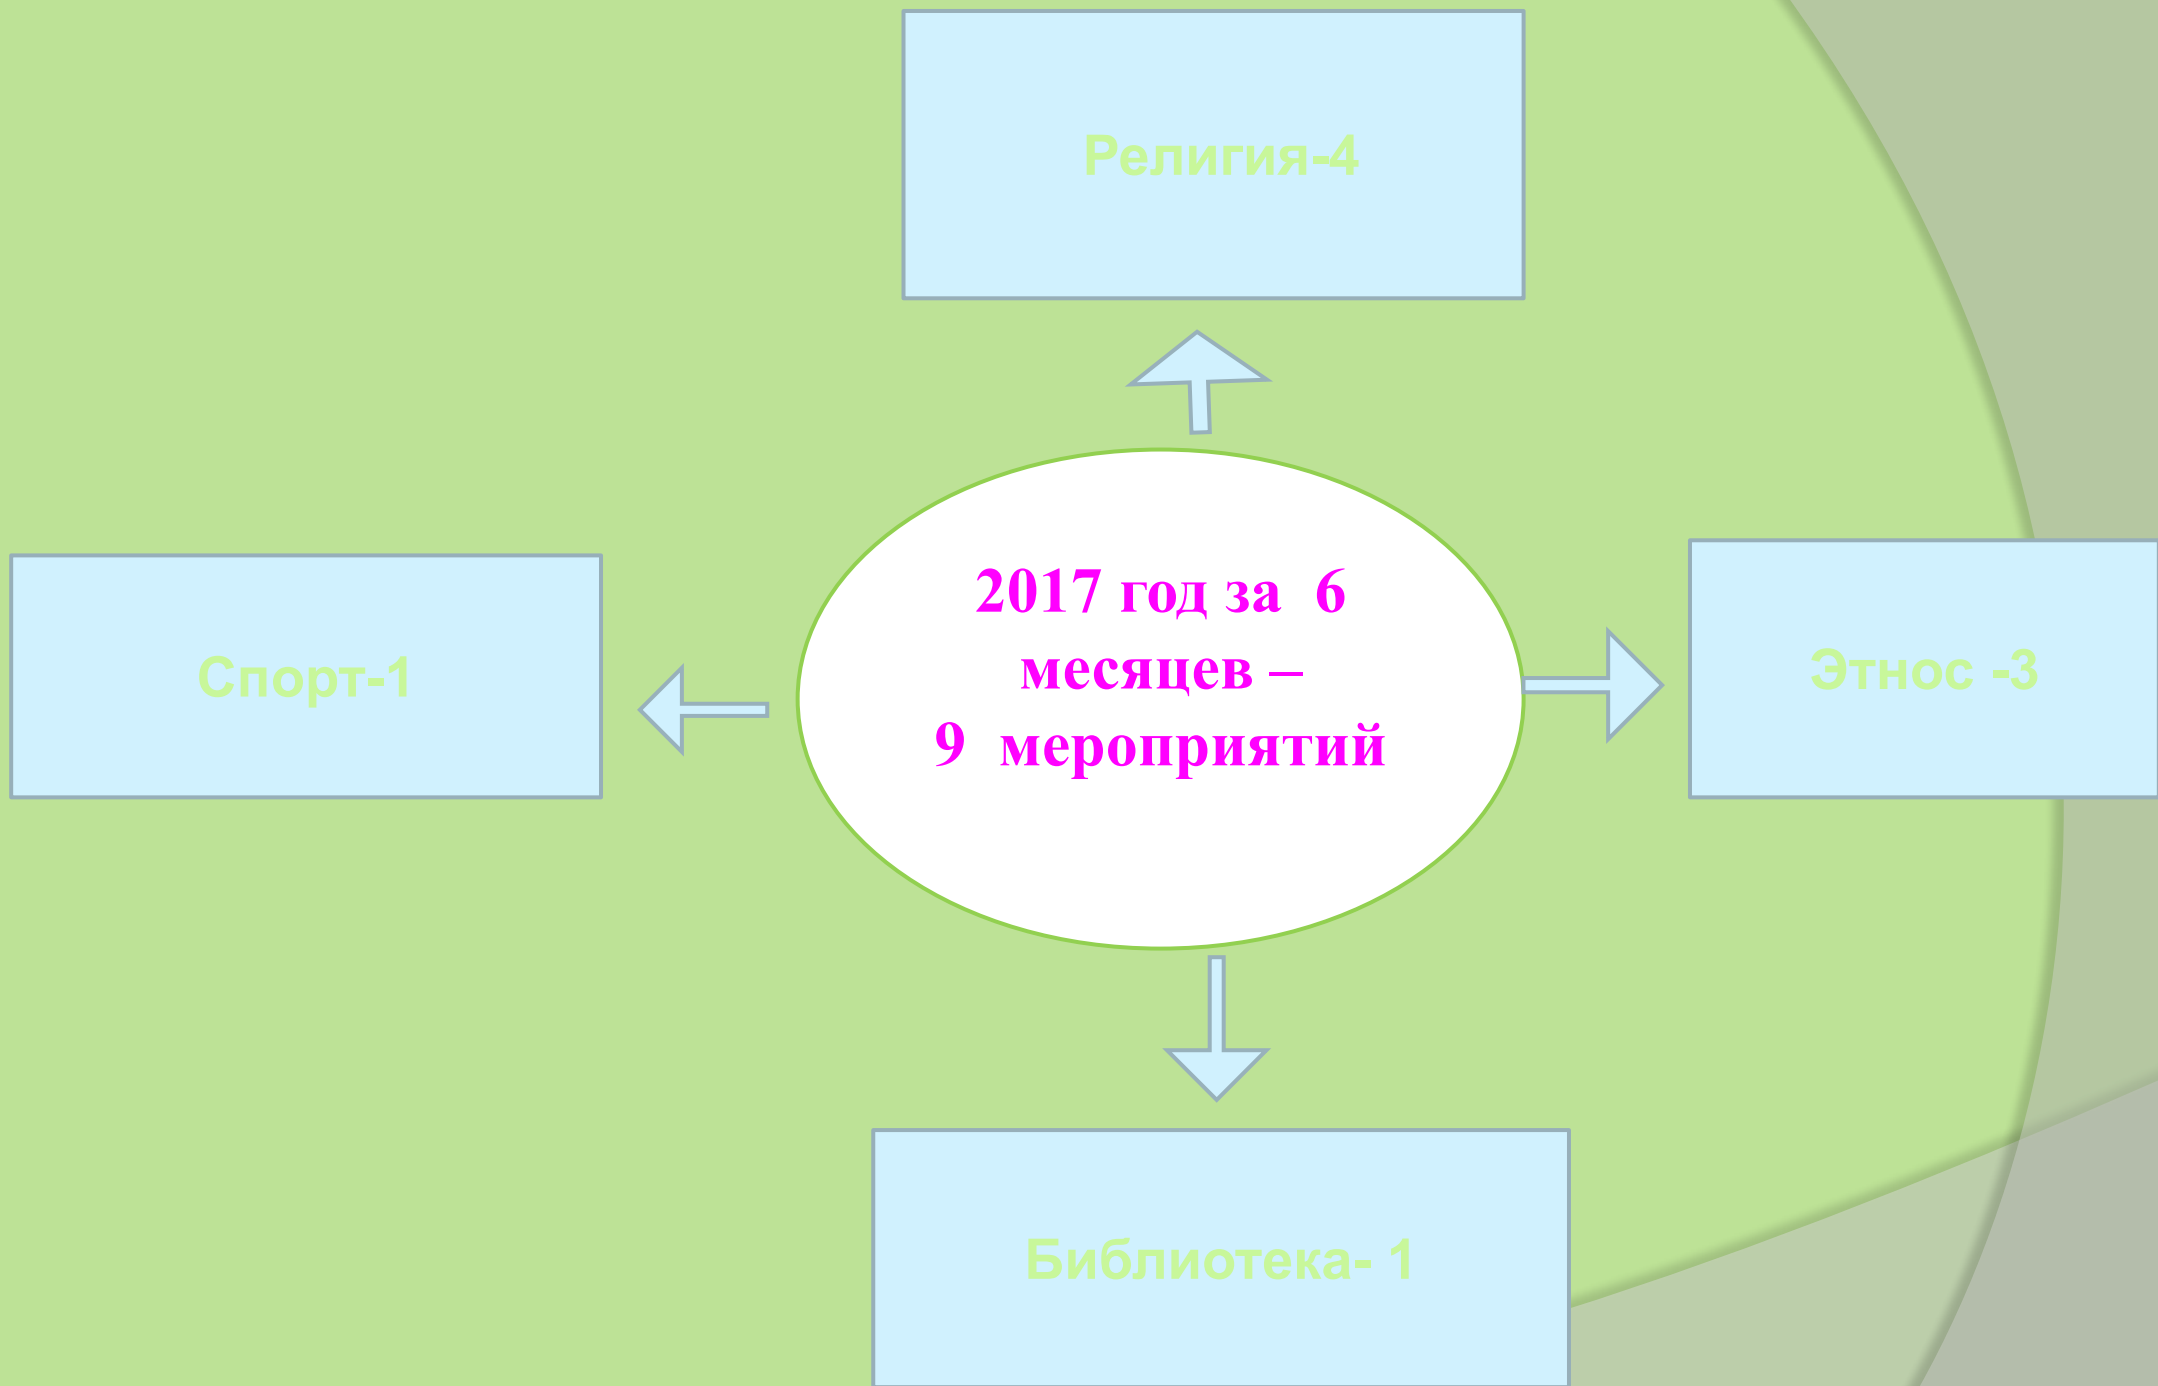 Религия-4
2017 год за  6
месяцев –
9  мероприятий
Спорт-1
Этнос -3
Библиотека- 1